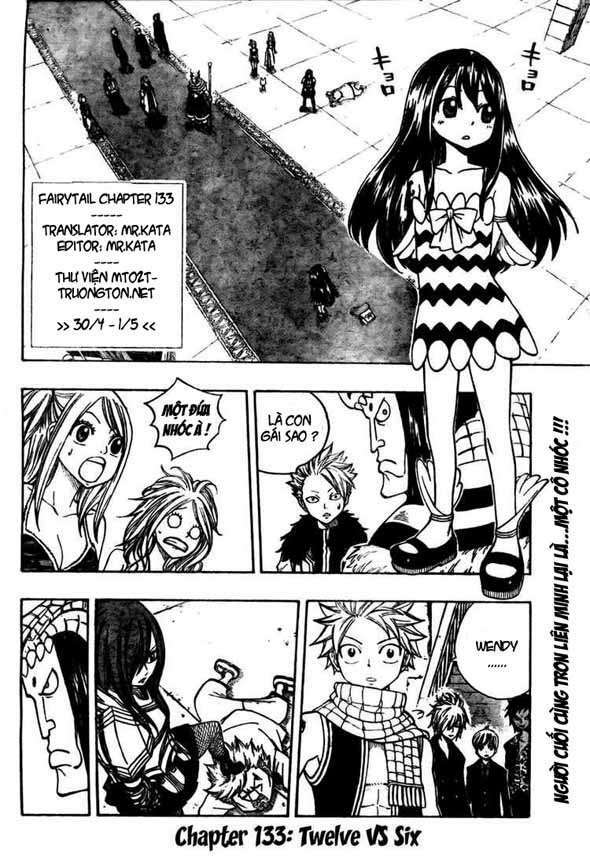 キョロ
キョロ
FAIRYTAIL CHAPTER 133
-----
TRANSLATOR: MR.KATA
EDITOR: MR.KATA
----
THƯ VIỆN MTO2T-
TRUONGTON.NET
----
>> 30/4 - 1/5 <<
MỘT ĐỨA
NHÓC À !
LÀ CON
GÁI SAO ?
NGƯỜI CUỐI CÙNG TRONG LIÊN MINH LẠI LÀ....MỘT CÔ NHÓC !!!
WENDY
......
Chapter 133: Twelve VS Six